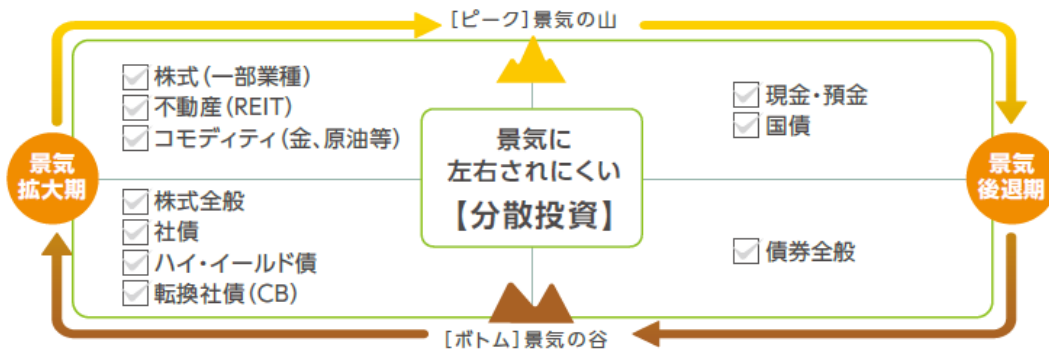 [ピーク]景気の山
株式(一部業種)
不動産(REIT)
コモディティ(金、原油等)
現金・預金
国債
景気
拡大期
景気に
左右されにくい
【分散投資】
景気
後退期
株式全般
社債
ハイ・イールド債
転換社債(CB)
債券全般
[ボトム]景気の谷